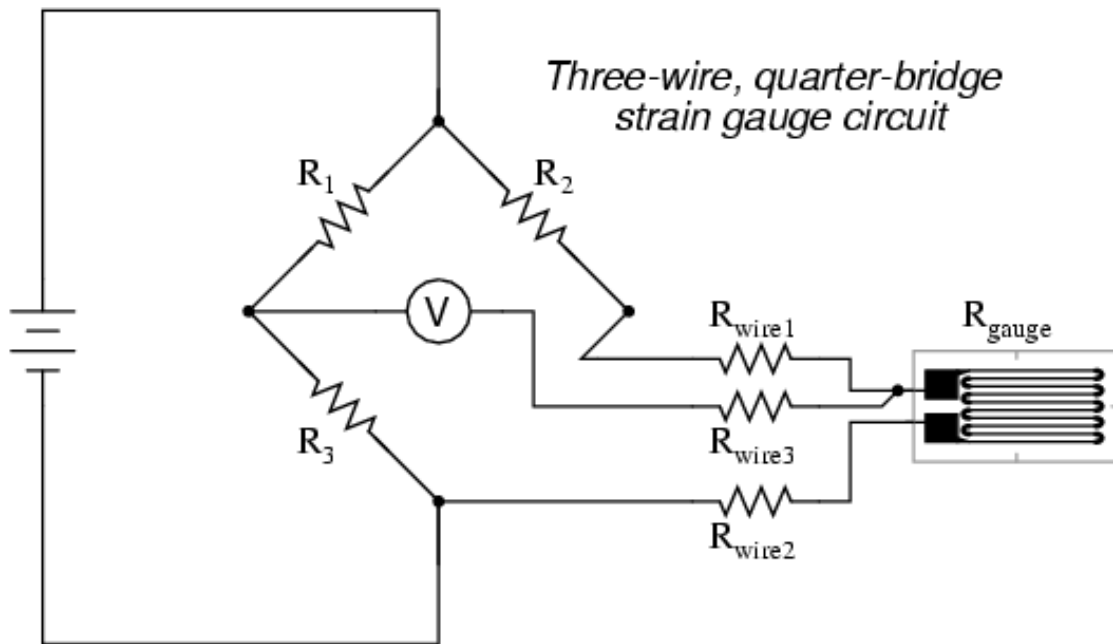 Three-wire, quarter-bridge
strain gauge circuit
R1
R2
V
Rwire1
Rgauge
R3
Rwire3
Rwire2